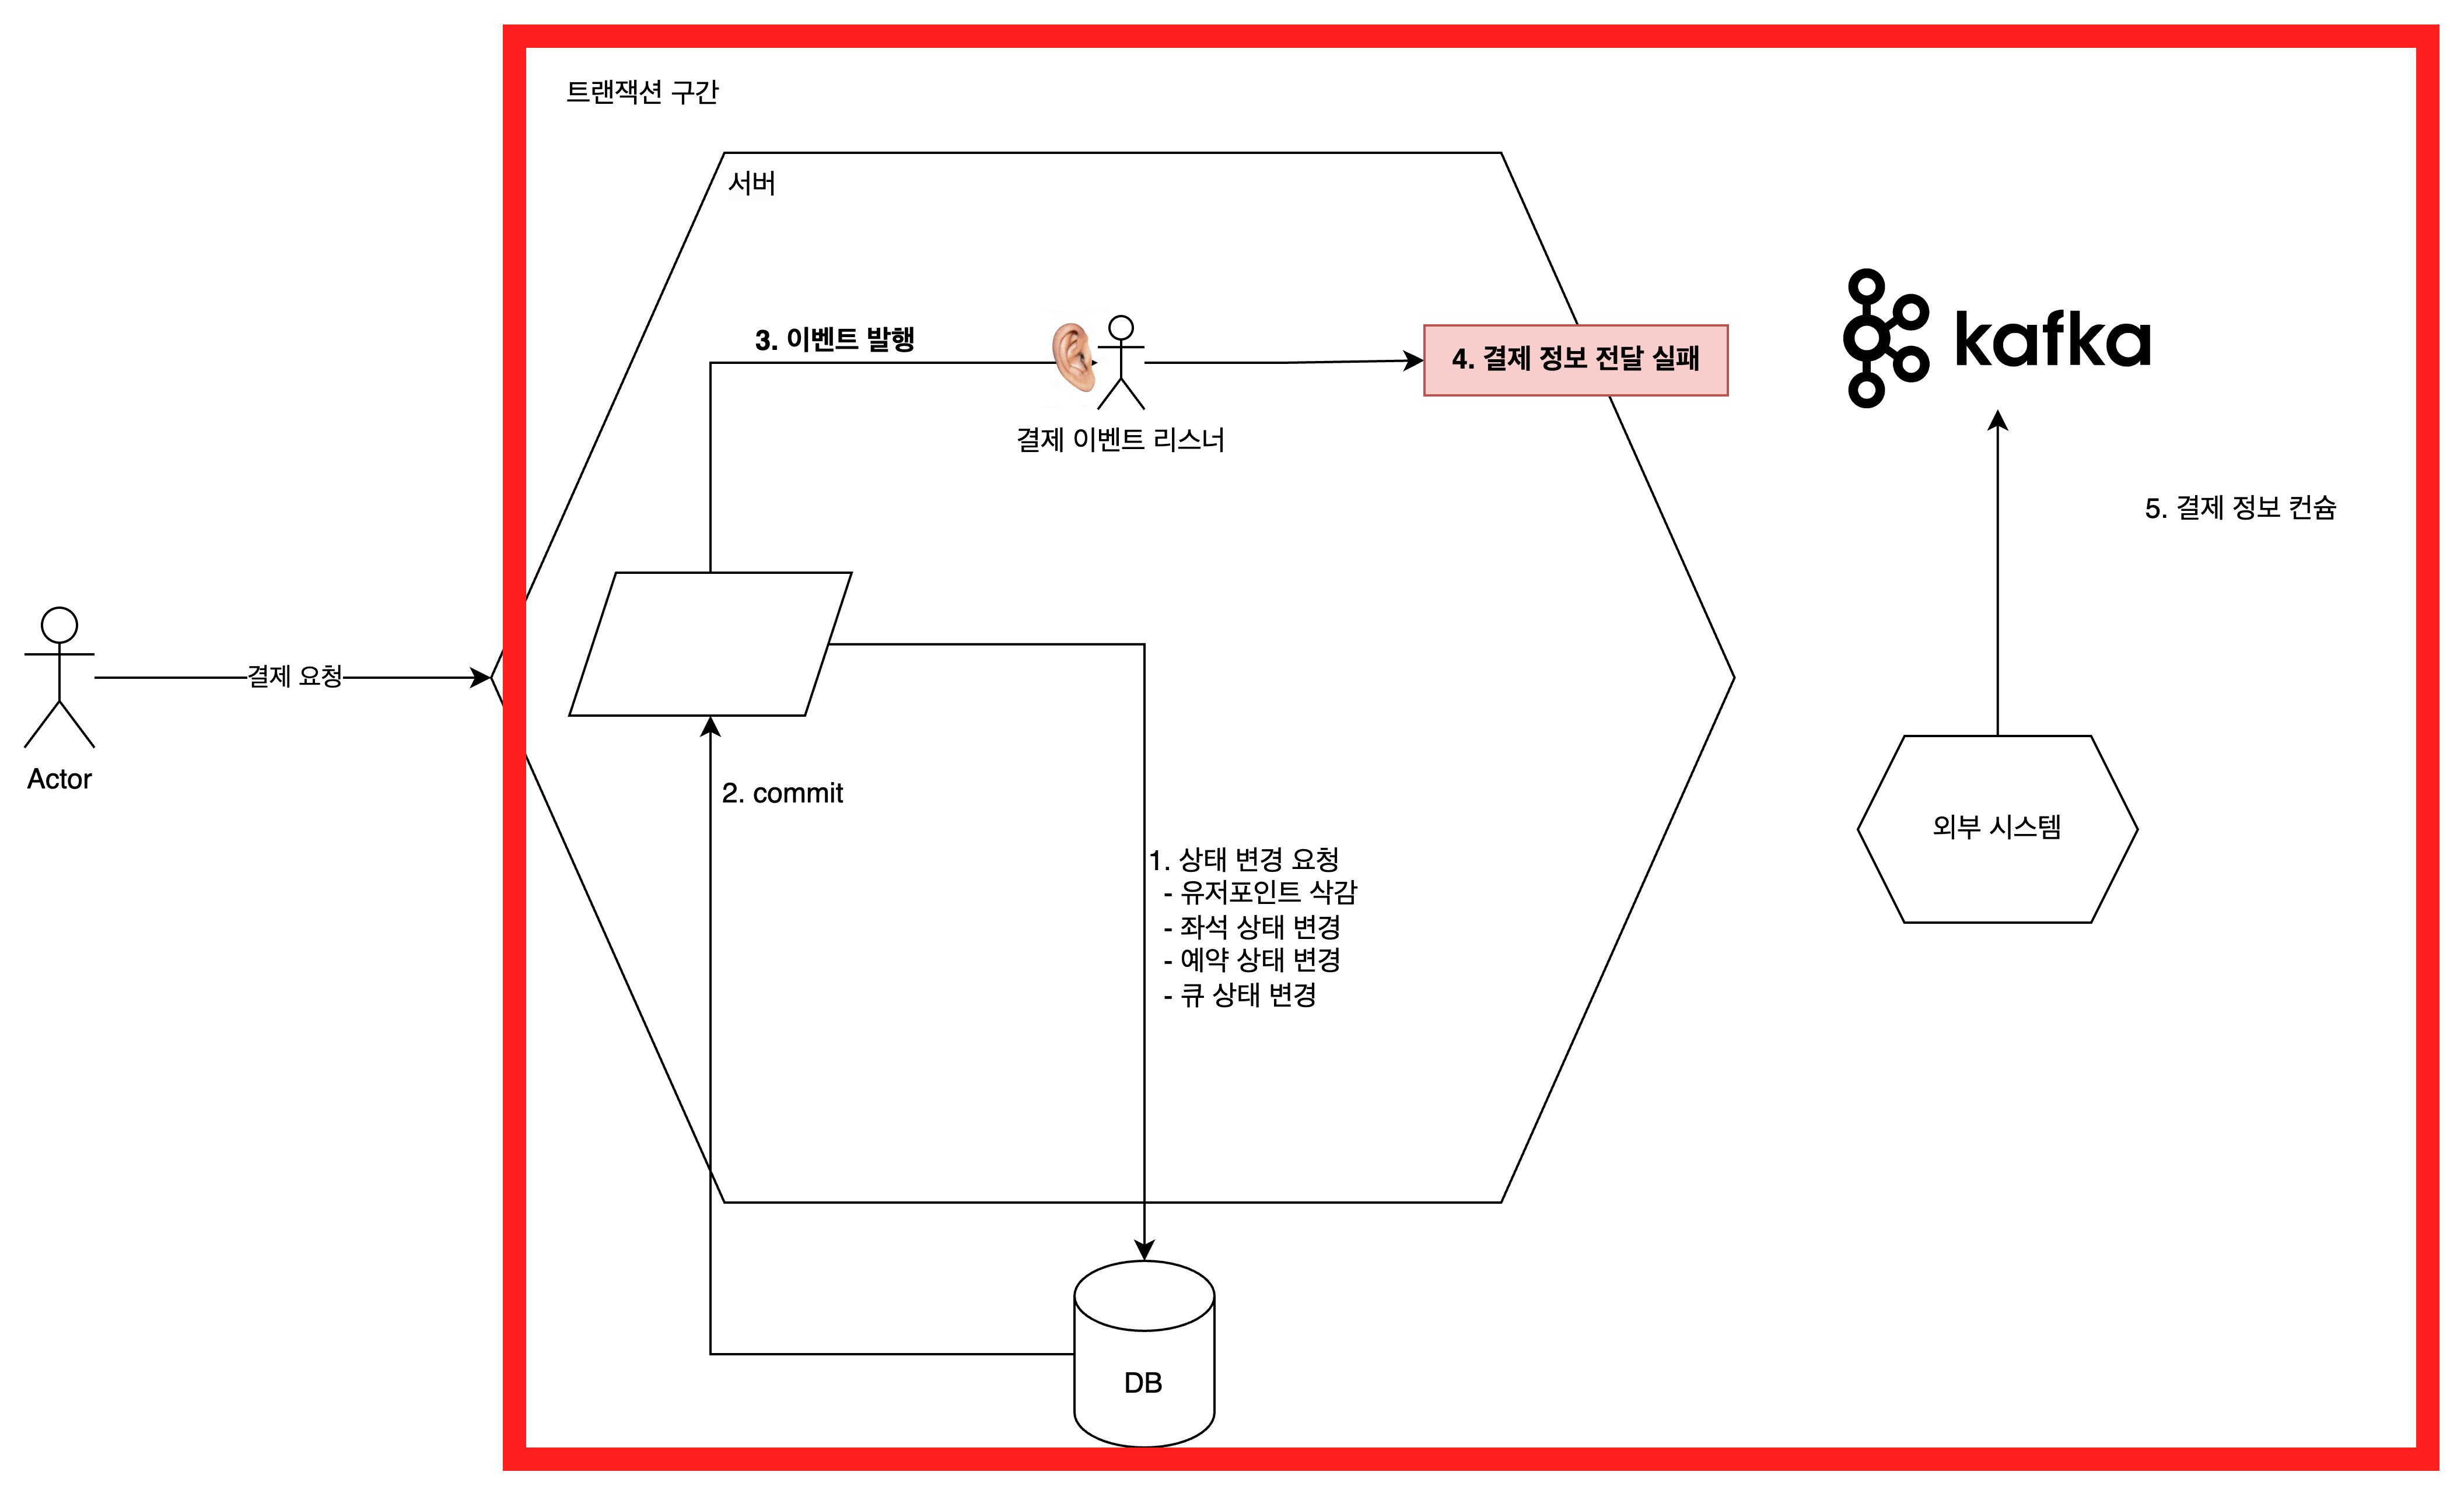 트랜잭션 구간
서버
3. 이벤트 발행
결제 이벤트 리스너
4. 결제 정보 전달 실패
kafka
5. 결제 정보 컨슘
결제 요청
Actor
2. commit
1. 상태 변경 요청
- 유저포인트 삭감
- 좌석 상태 변경
- 예약 상태 변경
- 큐 상태 변경
외부 시스템
DB